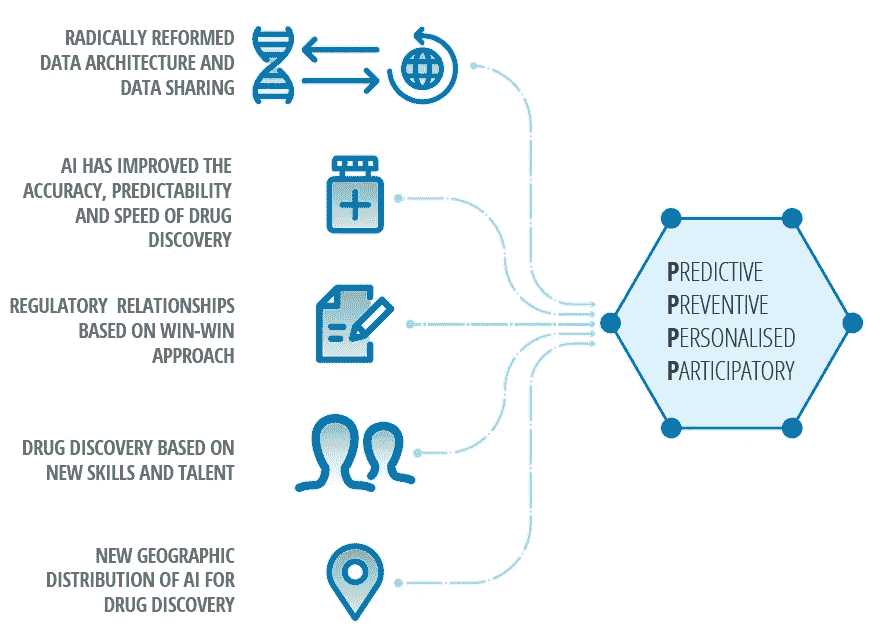 RADICALLY REFORMED
DATA ARCHITECTURE AND
DATA SHARING
AI HAS IMPROVED THE
ACCURACY, PREDICTABILITY
AND SPEED OF DRUG
DISCOVERY
REGULATORY RELATIONSHIPS
BASED ON WIN-WIN
APPROACH
DRUG DISCOVERY BASED ON
NEW SKILLS AND TALENT
NEW GEOGRAPHIC
DISTRIBUTION OF AI FOR
DRUG DISCOVERY
PREDICTIVE
PREVENTIVE
PERSONALISED
PARTICIPATORY